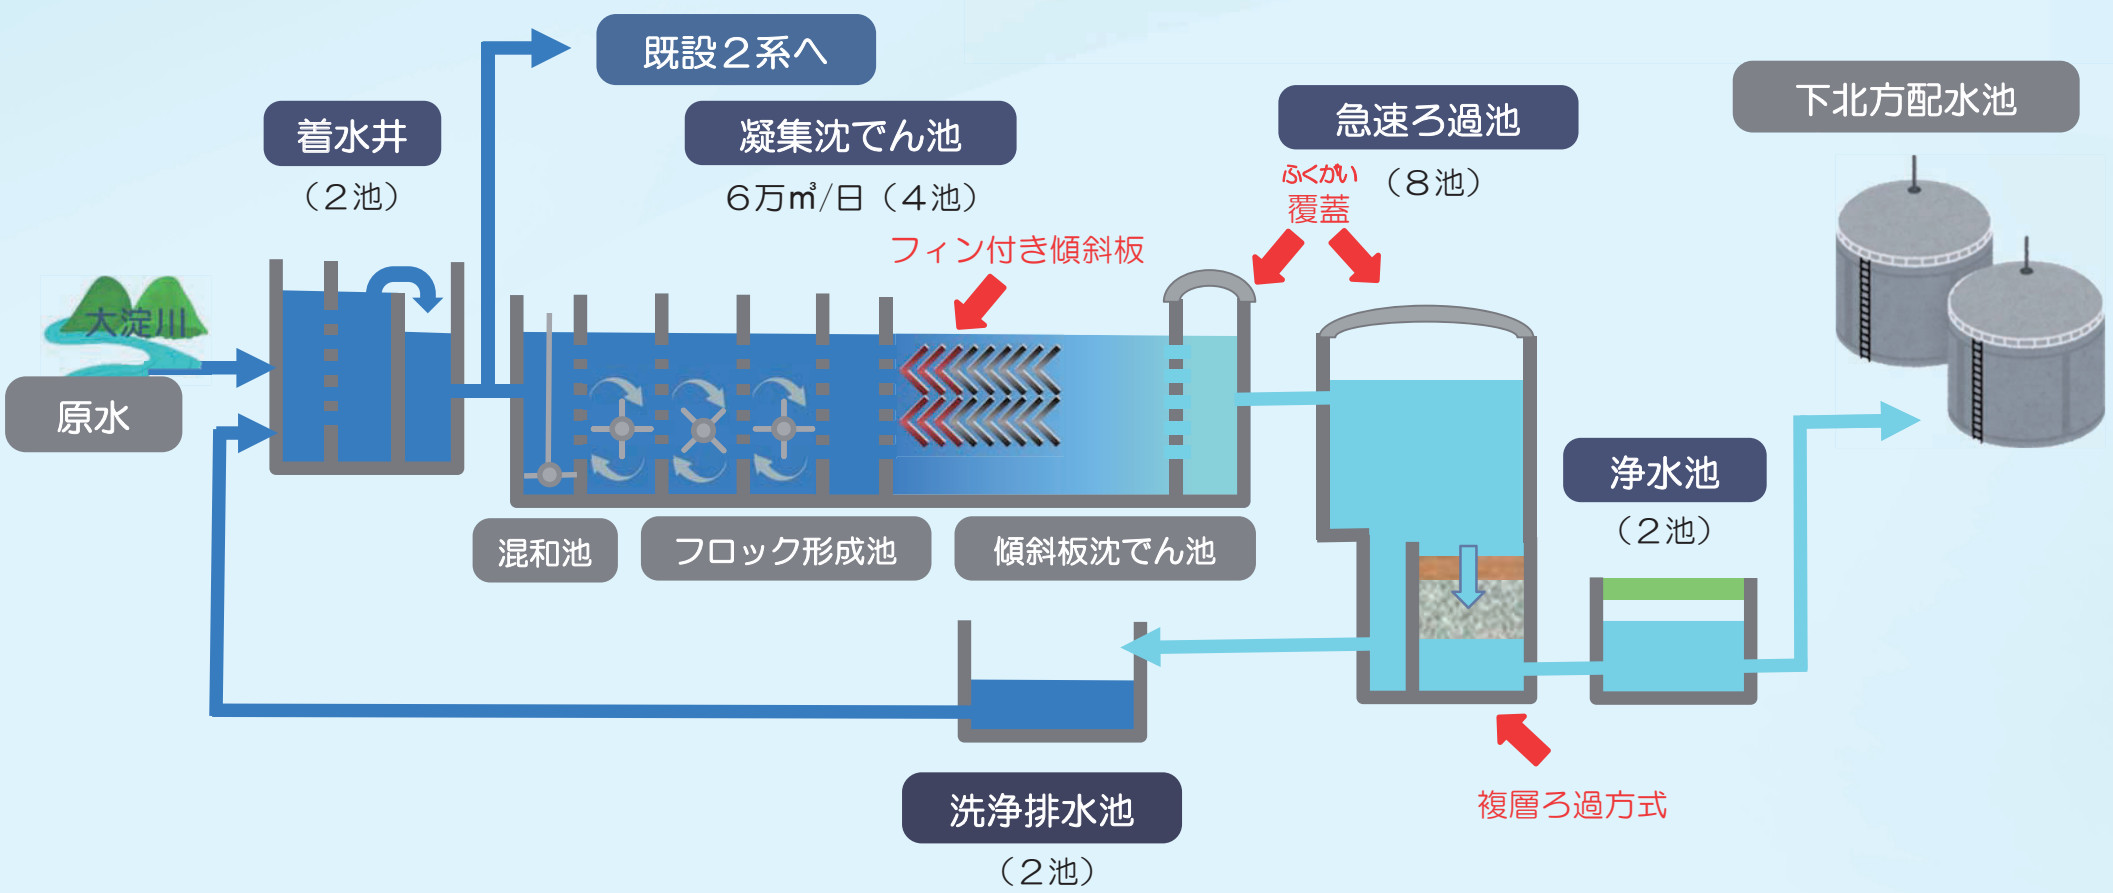 既設２系へ
着水井
（２池）
凝集沈でん池
６万㎥/日（４池）
フィン付き傾斜板
急速ろ過池
（８池）
ふくがい
覆蓋
下北方配水池
大淀川
原水
混和池
フロック形成池
傾斜板沈でん池
浄水池
（２池）
洗浄排水池
（２池）
複層ろ過方式